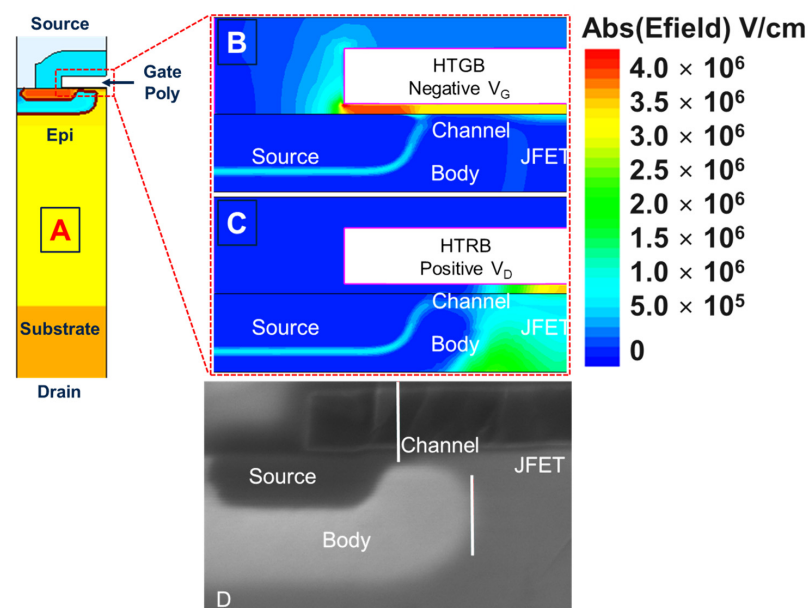 Source
Gate
Poly
Epi
A
Substrate
Drain
B
HTGB
Negative V_G
Channel
Source
JFET
Body
C
HTRB
Positive V_D
Channel
Source
JFET
Body
Abs(Efield) V/cm
4.0 × 10⁶
3.5 × 10⁶
3.0 × 10⁶
2.5 × 10⁶
2.0 × 10⁶
1.5 × 10⁶
1.0 × 10⁶
5.0 × 10⁵
0
Channel
JFET
Source
Body
D